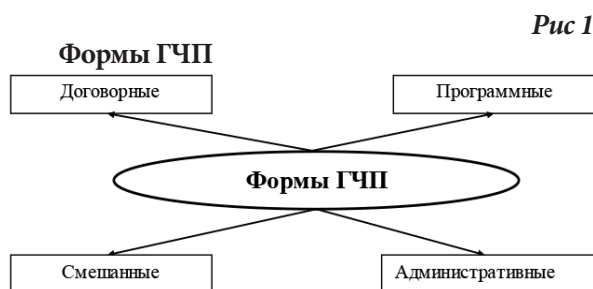 Рис 1
Формы ГЧП
Договорные
Программные
Формы ГЧП
Смешанные
Административные